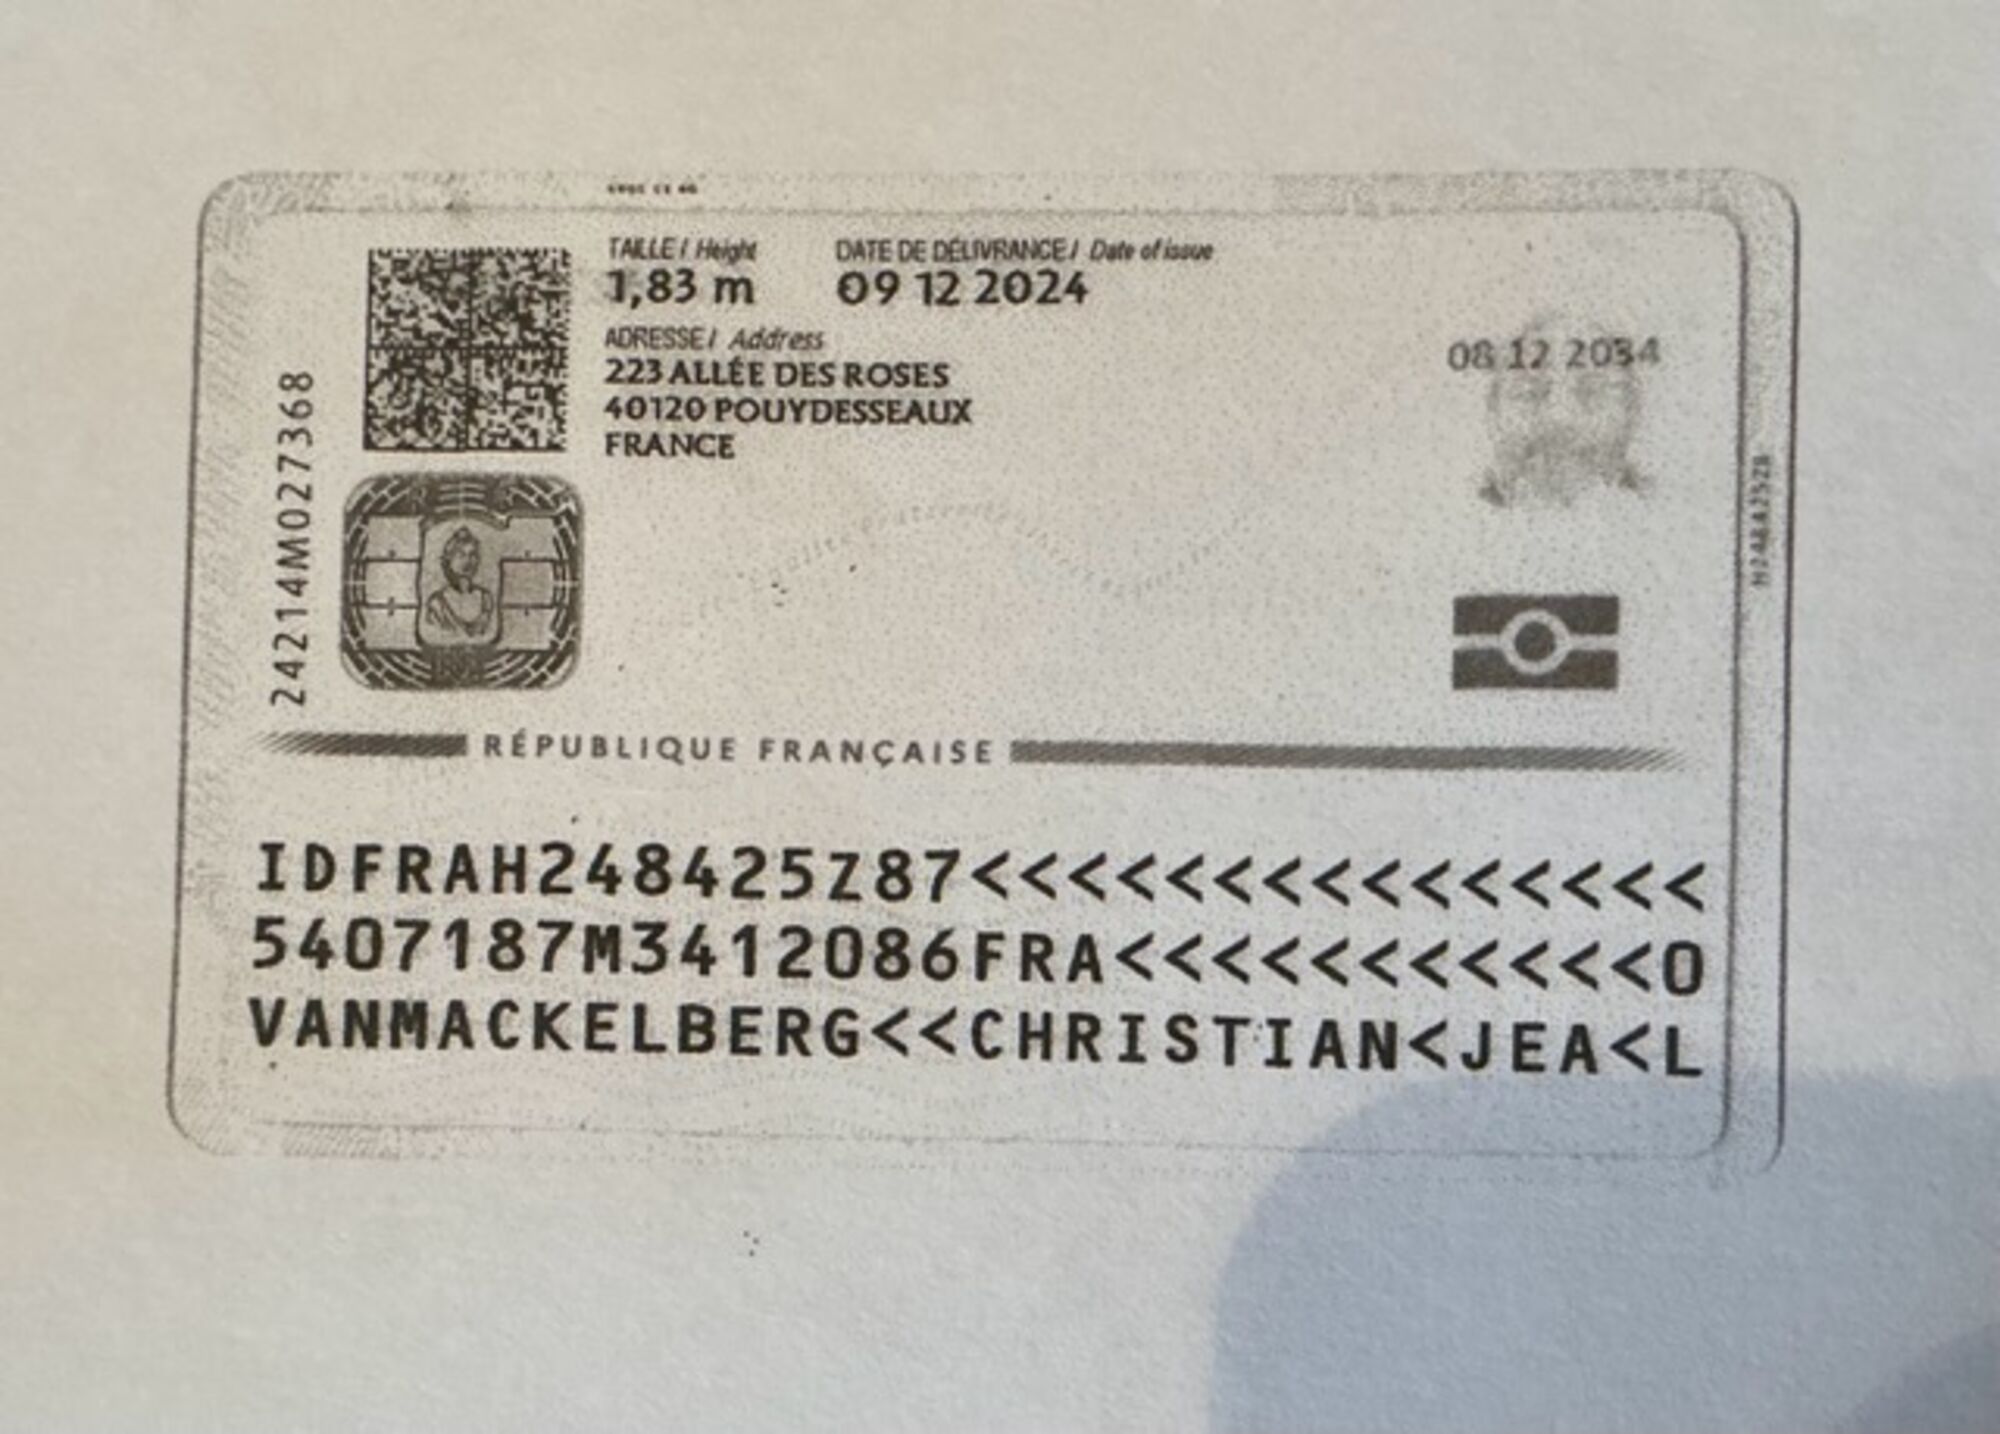 TAILLE / Height DATE DE DÉLIVRANCE / Date of issue
1,83 m 09 12 2024
ADRESSE / Address
223 ALLÉE DES ROSES
40120 POUYDESSEAUX
FRANCE
08 12 2034
24214M027368
RÉPUBLIQUE FRANÇAISE
IDFRAH248425Z87<<<<<<<<<<<<<<<
5407187M3412086FRA<<<<<<<<<<<0
VANMACKELBERG<<CHRISTIAN<JEA<L